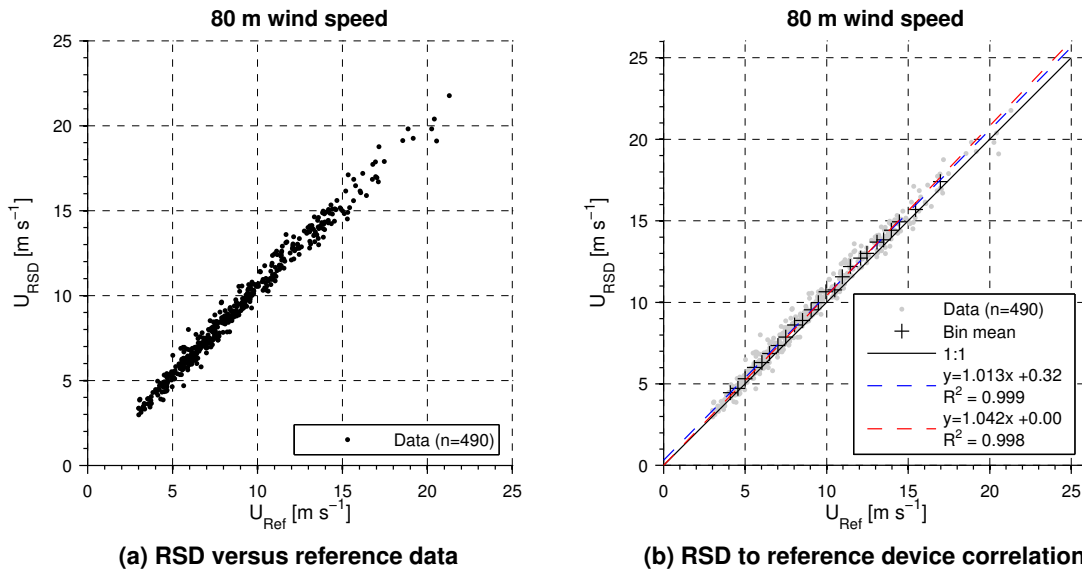 80 m wind speed
25
20
15
10
5
0
U_RSD [m s⁻¹]
0 5 10 15 20 25
U_Ref [m s⁻¹]
Data (n=490)
(a) RSD versus reference data
80 m wind speed
25
20
15
10
5
0
U_RSD [m s⁻¹]
0 5 10 15 20 25
U_Ref [m s⁻¹]
Data (n=490)
Bin mean
1:1
y=1.013x +0.32
R² = 0.999
y=1.042x +0.00
R² = 0.998
(b) RSD to reference device correlation